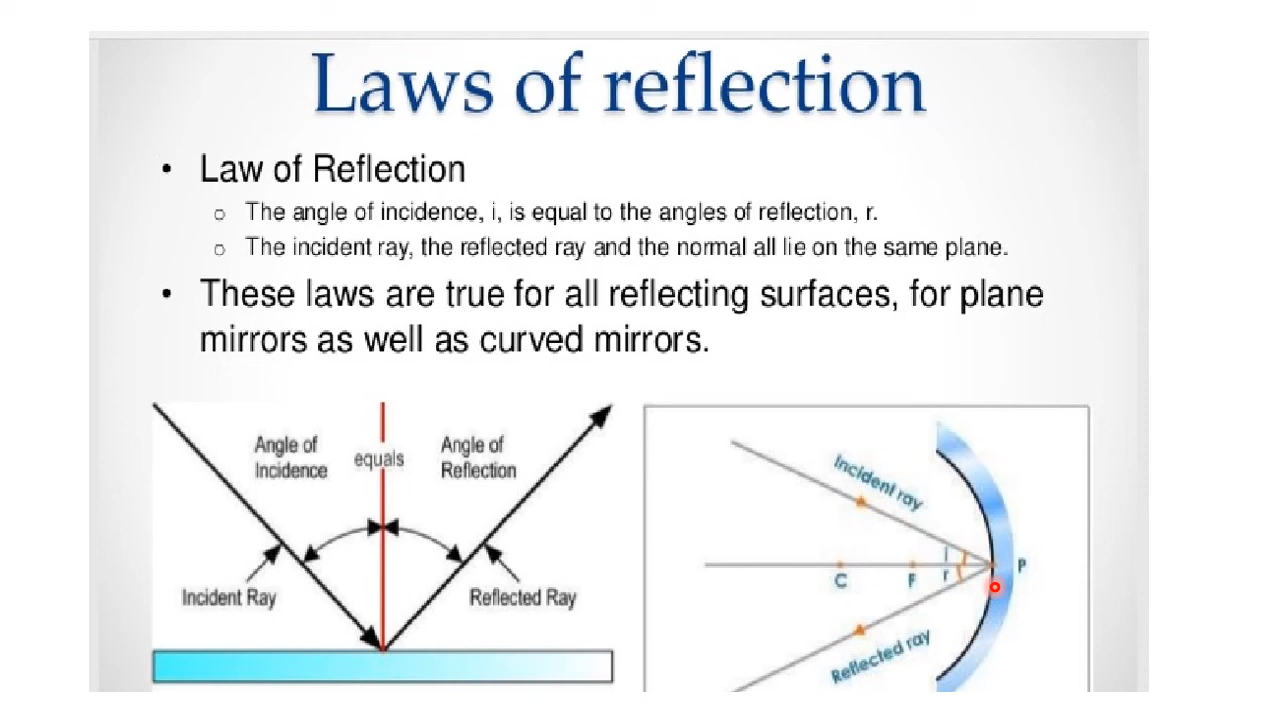 Laws of reflection
• Law of Reflection
o The angle of incidence, i, is equal to the angles of reflection, r.
o The incident ray, the reflected ray and the normal all lie on the same plane.
• These laws are true for all reflecting surfaces, for plane
mirrors as well as curved mirrors.
Angle of
Incidence
equals
Angle of
Reflection
Incident Ray
Reflected Ray
Incident ray
i
r
C
F
P
Reflected ray